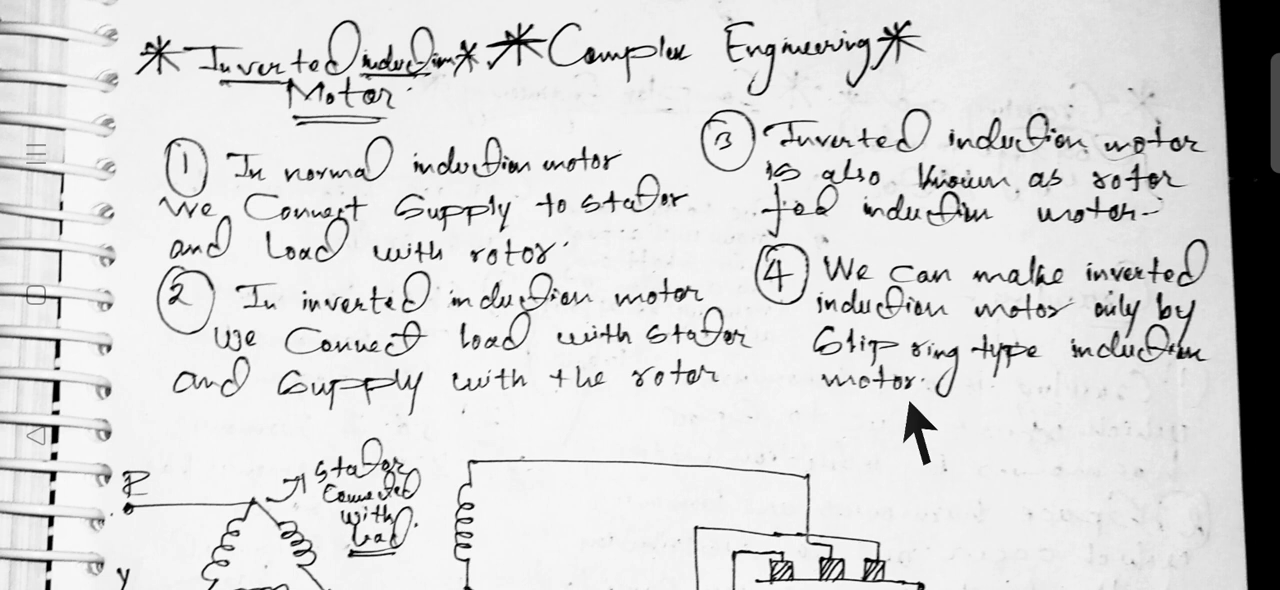 * Inverted induction * * Complex Engineering *
Motor
① In normal induction motor
We Connect Supply to stator
and Load with rotor.
② In inverted induction motor
We Connect load with stator
and Supply with the rotor
③ Inverted induction motor
is also known as rotor
fed induction motor-
④ We can make inverted
induction motor only by
Slip ring type induction
motor.
Stator
Connected
with
Load.
R
Y